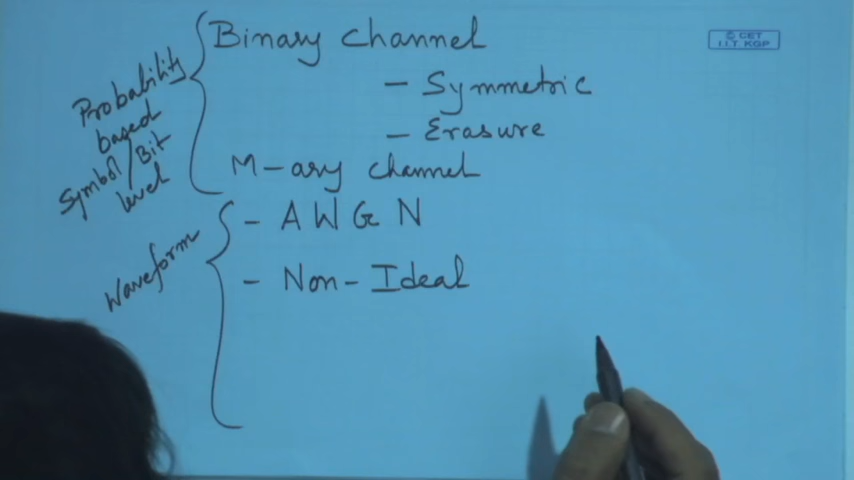 Binary Channel
- Symmetric
- Erasure
M-ary channel
Probability
based
Symbol/Bit
level
- AWGN
- Non-Ideal
Waveform
© CET
I.I.T. KGP